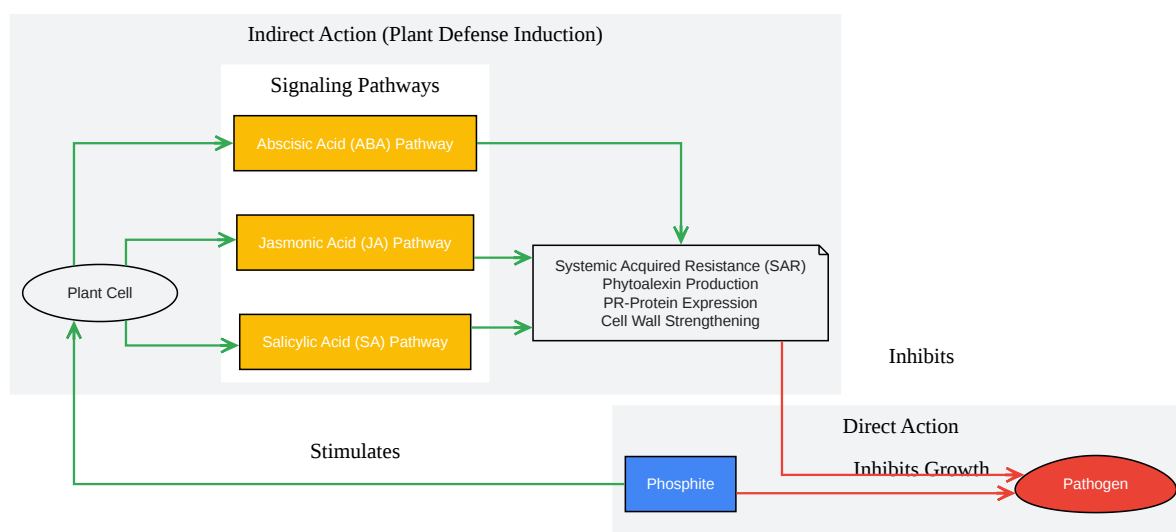 Indirect Action (Plant Defense Induction)
Signaling Pathways
Abscisic Acid (ABA) Pathway
Jasmonic Acid (JA) Pathway
Systemic Acquired Resistance (SAR)
Phytoalexin Production
PR-Protein Expression
Cell Wall Strengthening
Plant Cell
Salicylic Acid (SA) Pathway
Inhibits
Direct Action
Stimulates
Inhibits Growth
Phosphite
Pathogen